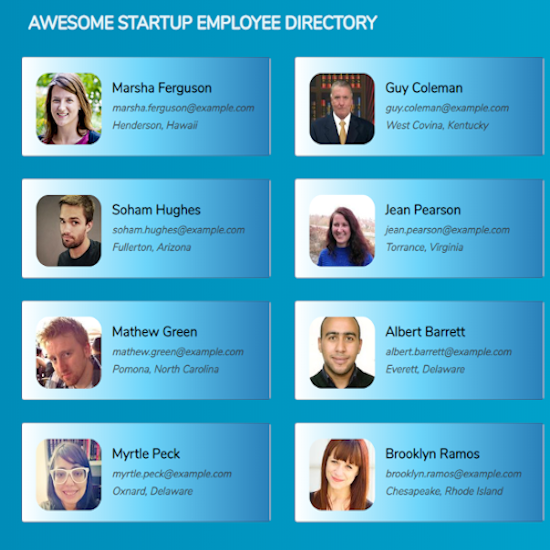 AWESOME STARTUP EMPLOYEE DIRECTORY
Marsha Ferguson
marsha.ferguson@example.com
Henderson, Hawaii
Guy Coleman
guy.coleman@example.com
West Covina, Kentucky
Soham Hughes
soham.hughes@example.com
Fullerton, Arizona
Jean Pearson
jean.pearson@example.com
Torrance, Virginia
Mathew Green
mathew.green@example.com
Pomona, North Carolina
Albert Barrett
albert.barrett@example.com
Everett, Delaware
Myrtle Peck
myrtle.peck@example.com
Oxnard, Delaware
Brooklyn Ramos
brooklyn.ramos@example.com
Chesapeake, Rhode Island